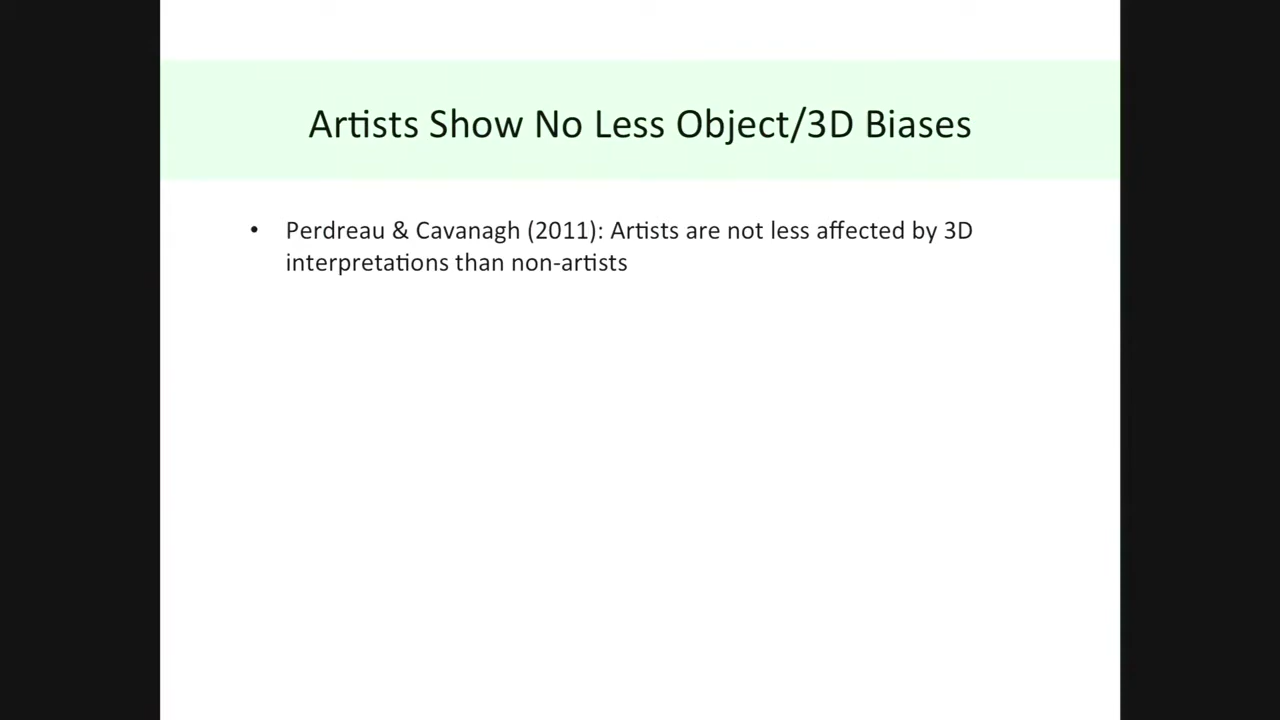 Artists Show No Less Object/3D Biases
• Perdreau & Cavanagh (2011): Artists are not less affected by 3D
interpretations than non-artists